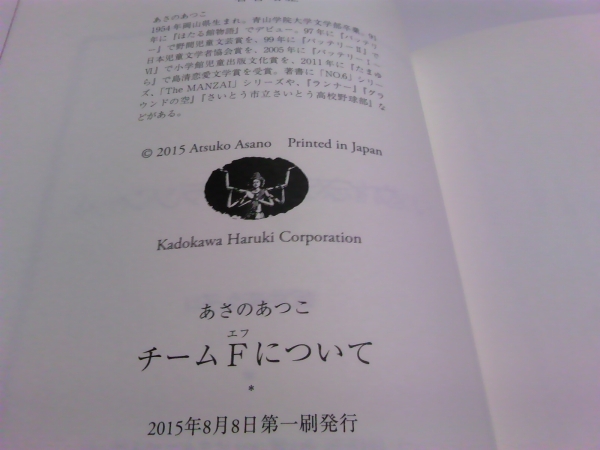 あさのあつこ
1954年岡山県生まれ。青山学院大学文学部卒業。91
年に『ほたる館物語』でデビュー。97年に『バッテリ
ー』で野間児童文芸賞を、99年に『バッテリーⅡ』で
日本児童文学者協会賞を、2005年に『バッテリーⅠ〜
Ⅵ』で小学館児童出版文化賞を、2011年に『たまゆ
ら』で島清恋愛文学賞を受賞。著書に「NO.6」シリー
ズ、「The MANZAI」シリーズや、『ランナー』『グラ
ウンドの空』『さいとう市立さいとう高校野球部』な
どがある。
© 2015 Atsuko Asano Printed in Japan
Kadokawa Haruki Corporation
あさのあつこ
エフ
チームFについて
*
2015年8月8日第一刷発行